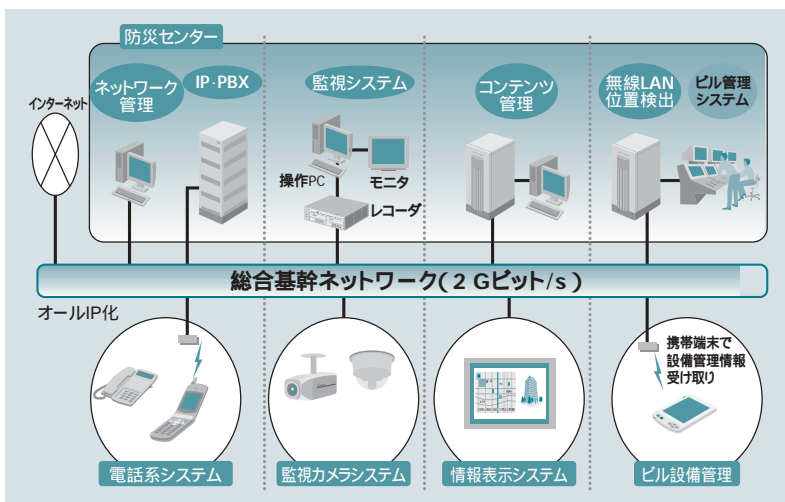 防災センター
ネットワーク
管理
IP・PBX
監視システム
コンテンツ
管理
無線LAN
位置検出
ビル管理
システム
インターネット
操作PC
モニタ
レコーダ
総合基幹ネットワーク(2 Gビット/s)
オールIP化
携帯端末で
設備管理情報
受け取り
電話系システム
監視カメラシステム
情報表示システム
ビル設備管理